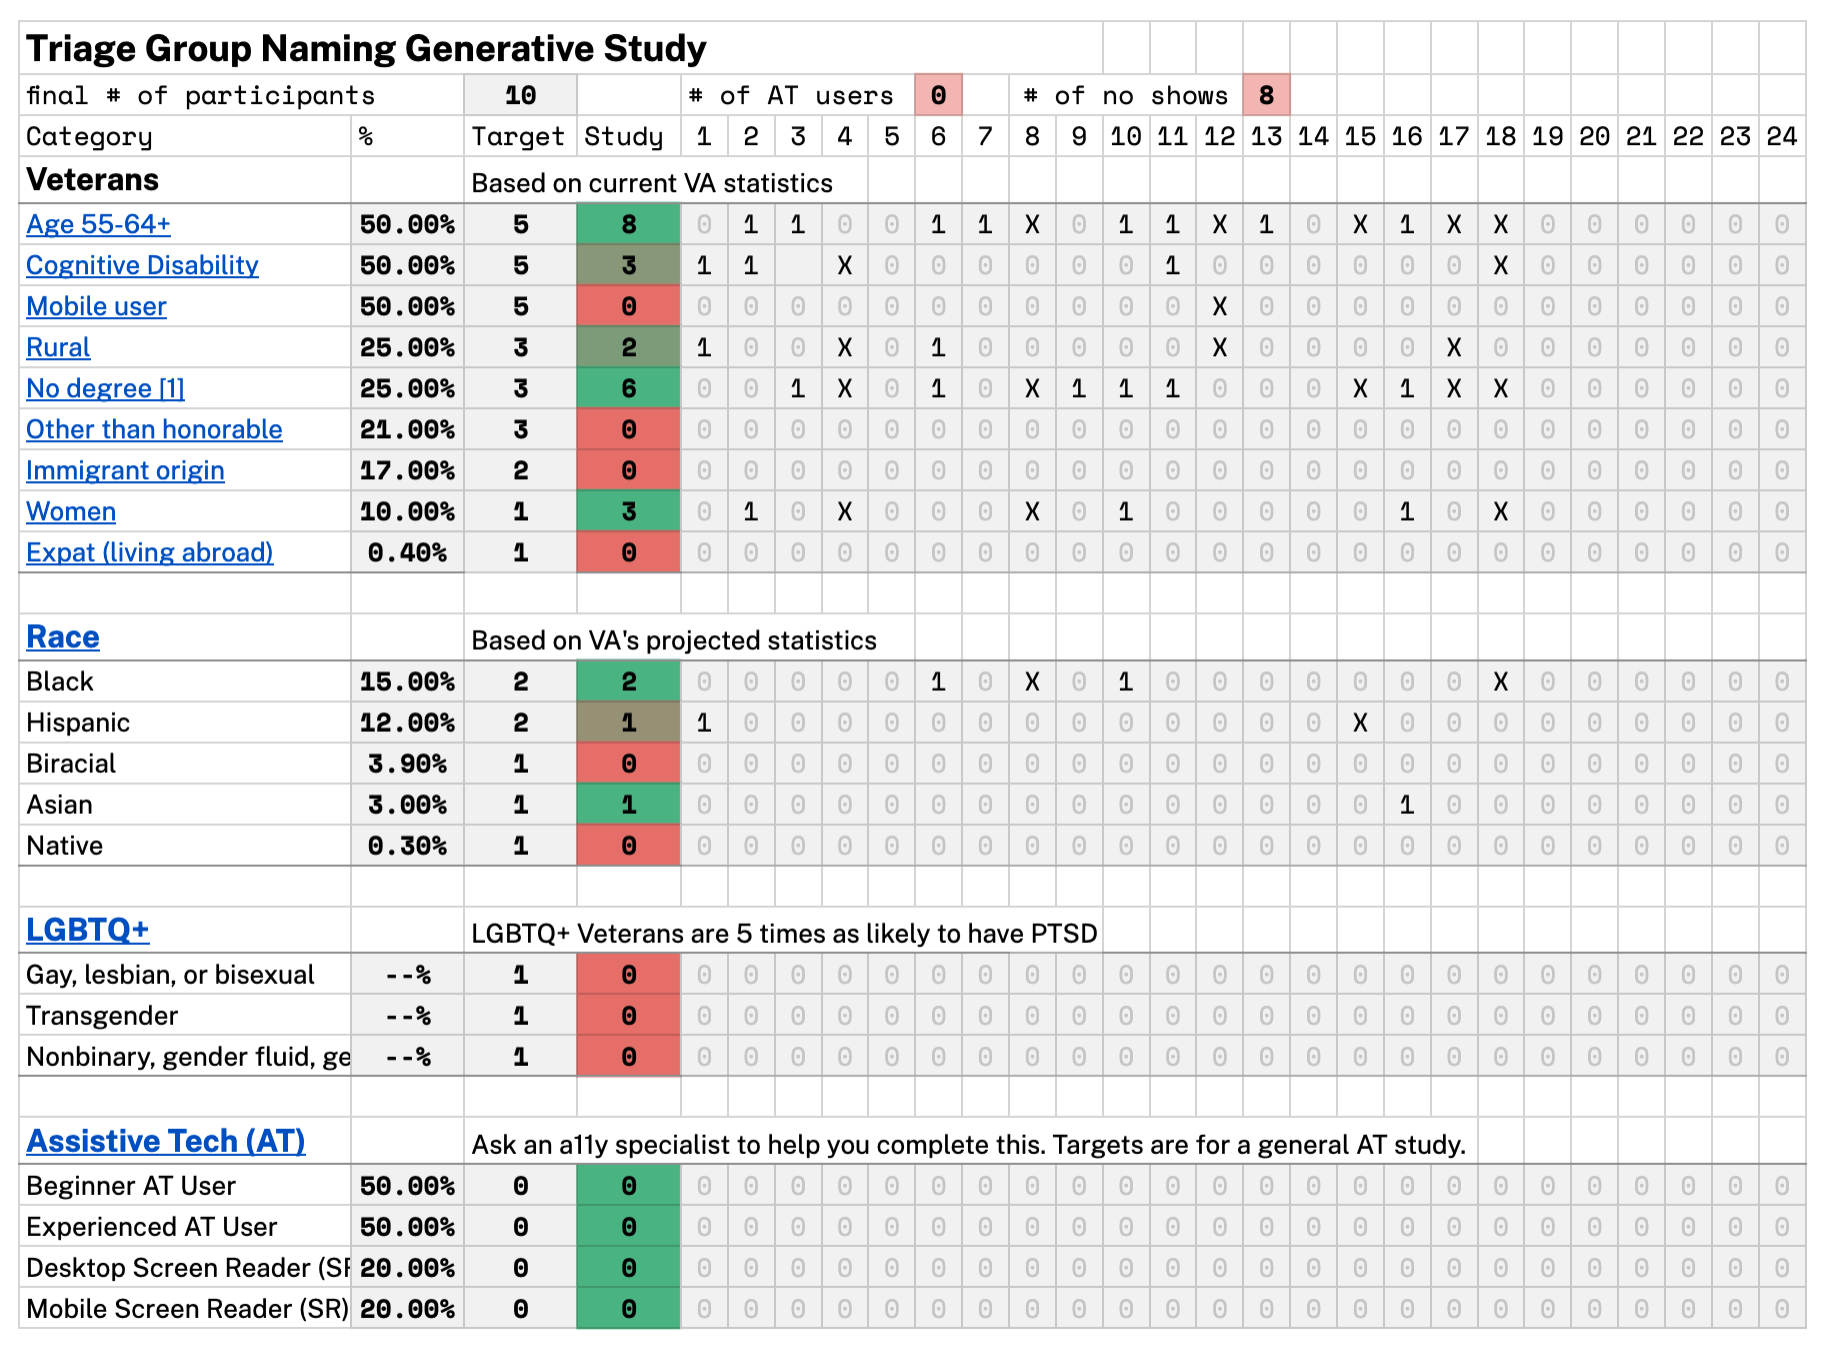 Triage Group Naming Generative Study
final # of participants 10 # of AT users 0 # of no shows 8
Category % Target Study 1 2 3 4 5 6 7 8 9 10 11 12 13 14 15 16 17 18 19 20 21 22 23 24
Veterans Based on current VA statistics
Age 55-64+ 50.00% 5 8 0 1 1 0 0 1 1 X 0 1 1 X 1 0 X 1 X X 0 0 0 0 0 0
Cognitive Disability 50.00% 5 3 1 1 X 0 0 0 0 0 0 1 0 0 0 0 0 0 X 0 0 0 0 0 0
Mobile user 50.00% 5 0 0 0 0 0 0 0 0 0 0 0 0 X 0 0 0 0 0 0 0 0 0 0 0 0
Rural 25.00% 3 2 1 0 0 X 0 1 0 0 0 0 0 X 0 0 0 0 X 0 0 0 0 0 0 0
No degree [1] 25.00% 3 6 0 0 1 X 0 1 0 X 1 1 1 0 0 0 X 1 X X 0 0 0 0 0 0
Other than honorable 21.00% 3 0 0 0 0 0 0 0 0 0 0 0 0 0 0 0 0 0 0 0 0 0 0 0 0 0
Immigrant origin 17.00% 2 0 0 0 0 0 0 0 0 0 0 0 0 0 0 0 0 0 0 0 0 0 0 0 0 0
Women 10.00% 1 3 0 1 0 X 0 0 0 X 0 1 0 0 0 0 0 1 0 X 0 0 0 0 0 0
Expat (living abroad) 0.40% 1 0 0 0 0 0 0 0 0 0 0 0 0 0 0 0 0 0 0 0 0 0 0 0 0 0
Race Based on VA's projected statistics
Black 15.00% 2 2 0 0 0 0 0 1 0 X 0 1 0 0 0 0 0 0 0 X 0 0 0 0 0 0
Hispanic 12.00% 2 1 1 0 0 0 0 0 0 0 0 0 0 0 0 0 X 0 0 0 0 0 0 0 0 0
Biracial 3.90% 1 0 0 0 0 0 0 0 0 0 0 0 0 0 0 0 0 0 0 0 0 0 0 0 0 0
Asian 3.00% 1 1 0 0 0 0 0 0 0 0 0 0 0 0 0 0 0 1 0 0 0 0 0 0 0 0
Native 0.30% 1 0 0 0 0 0 0 0 0 0 0 0 0 0 0 0 0 0 0 0 0 0 0 0 0 0
LGBTQ+ LGBTQ+ Veterans are 5 times as likely to have PTSD
Gay, lesbian, or bisexual --% 1 0 0 0 0 0 0 0 0 0 0 0 0 0 0 0 0 0 0 0 0 0 0 0 0 0
Transgender --% 1 0 0 0 0 0 0 0 0 0 0 0 0 0 0 0 0 0 0 0 0 0 0 0 0 0
Nonbinary, gender fluid, ge --% 1 0 0 0 0 0 0 0 0 0 0 0 0 0 0 0 0 0 0 0 0 0 0 0 0 0
Assistive Tech (AT) Ask an a11y specialist to help you complete this. Targets are for a general AT study.
Beginner AT User 50.00% 0 0 0 0 0 0 0 0 0 0 0 0 0 0 0 0 0 0 0 0 0 0 0 0 0 0
Experienced AT User 50.00% 0 0 0 0 0 0 0 0 0 0 0 0 0 0 0 0 0 0 0 0 0 0 0 0 0 0
Desktop Screen Reader (SR 20.00% 0 0 0 0 0 0 0 0 0 0 0 0 0 0 0 0 0 0 0 0 0 0 0 0 0 0
Mobile Screen Reader (SR) 20.00% 0 0 0 0 0 0 0 0 0 0 0 0 0 0 0 0 0 0 0 0 0 0 0 0 0 0